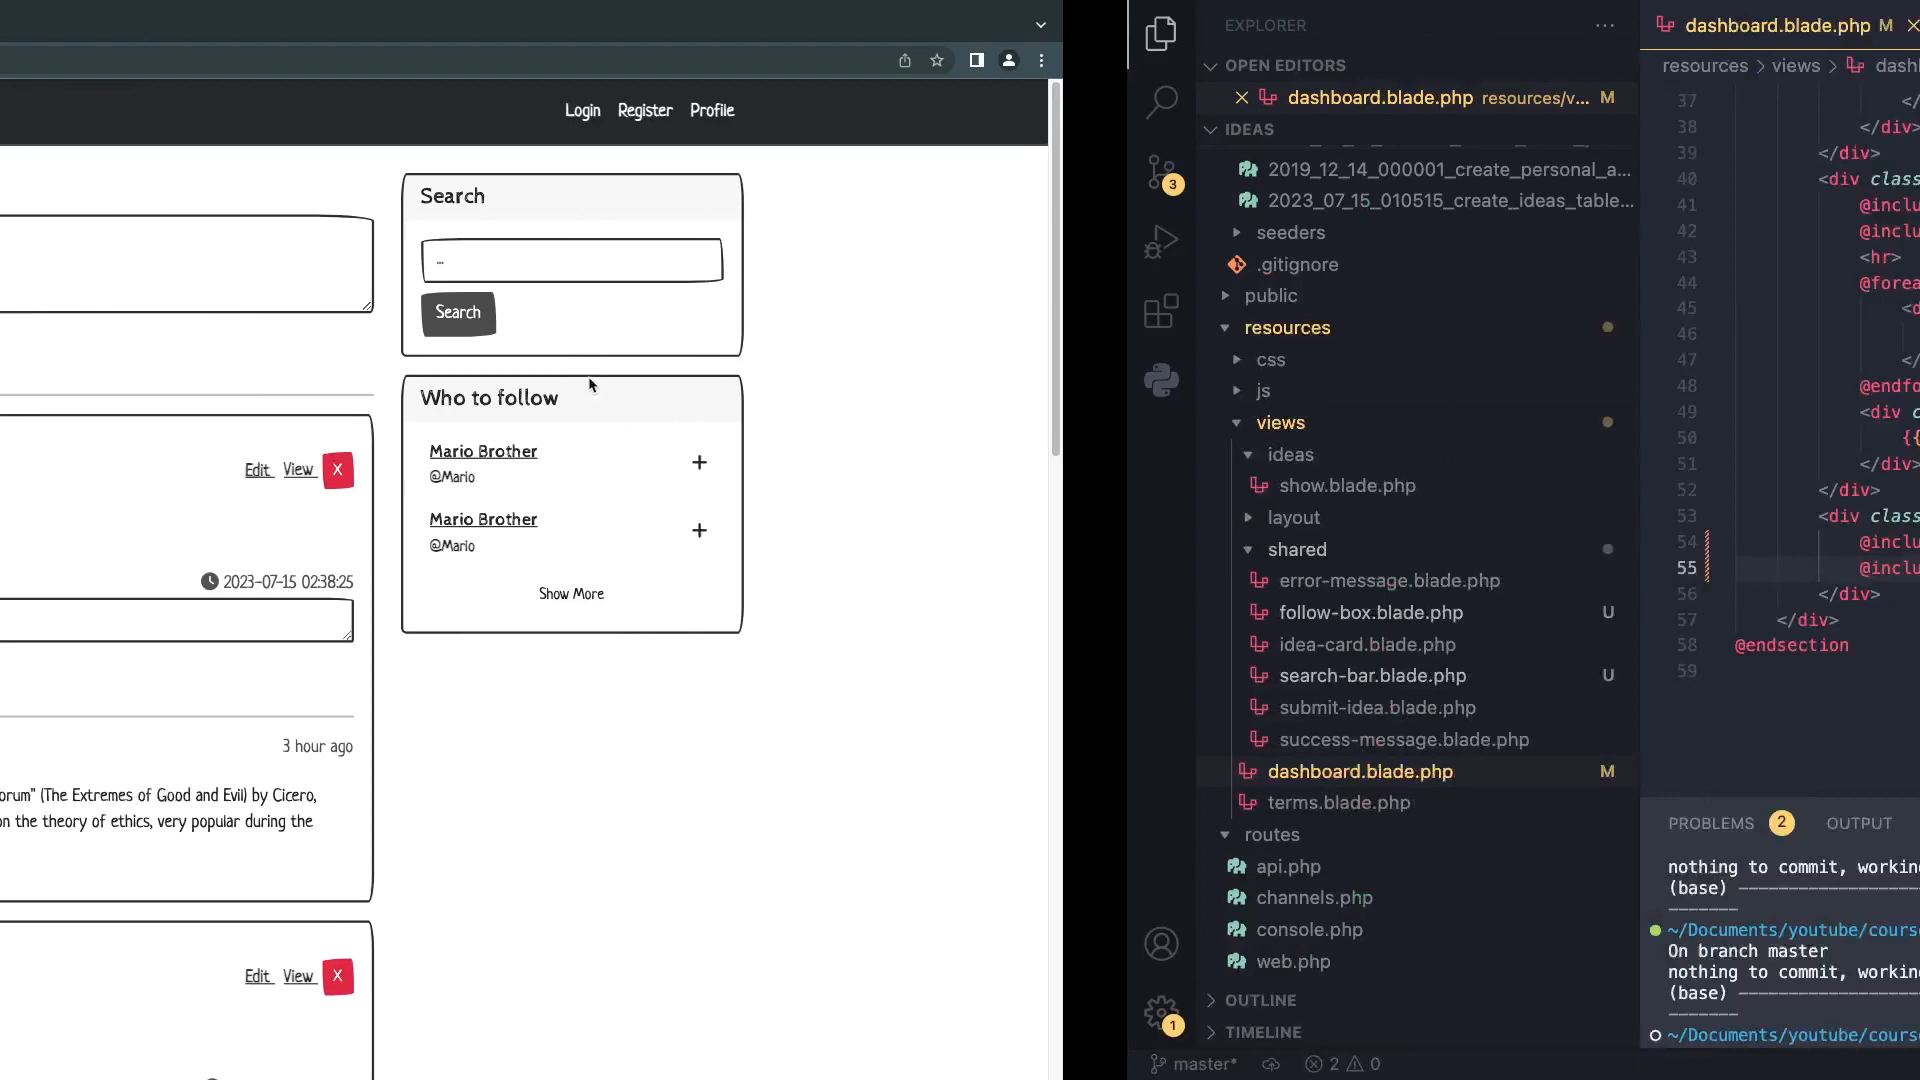 Login Register Profile
Search
...
Search
Who to follow
Mario Brother
@Mario
Mario Brother
@Mario
Show More
Edit View X
2023-07-15 02:38:25
3 hour ago
orum" (The Extremes of Good and Evil) by Cicero,
on the theory of ethics, very popular during the
Edit View X
EXPLORER
OPEN EDITORS
dashboard.blade.php resources/v... M
IDEAS
2019_12_14_000001_create_personal_a...
2023_07_15_010515_create_ideas_table...
seeders
.gitignore
public
resources
css
js
views
ideas
show.blade.php
layout
shared
error-message.blade.php
follow-box.blade.php U
idea-card.blade.php
search-bar.blade.php U
submit-idea.blade.php
success-message.blade.php
dashboard.blade.php M
terms.blade.php
routes
api.php
channels.php
console.php
web.php
OUTLINE
TIMELINE
3
1
master* 2 0
dashboard.blade.php M
resources > views > dash
37 </
38 </div>
39 </div>
40 <div class
41 @inclu
42 @inclu
43 <hr>
44 @forea
45 <d
46
47 </
48 @endfo
49 <div c
50 {{
51 </div>
52 </div>
53 <div class
54 @inclu
55 @inclu
56 </div>
57 </div>
58 @endsection
59
PROBLEMS 2 OUTPUT
nothing to commit, workin
(base)
~/Documents/youtube/cours
On branch master
nothing to commit, workin
(base)
~/Documents/youtube/cours